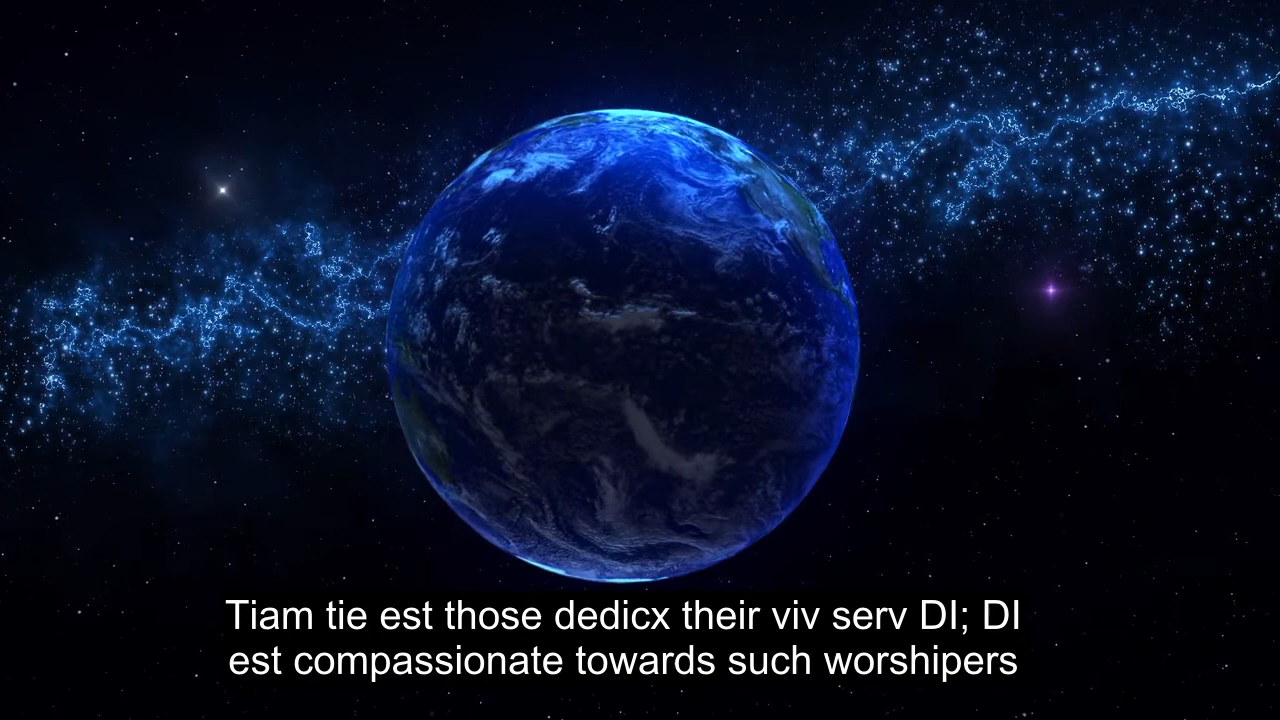 Tiam tie est those dedicx their viv serv DI; DI
est compassionate towards such worshipers